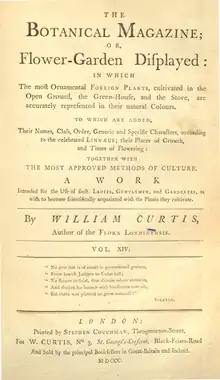 THE
BOTANICAL MAGAZINE;
OR,
Flower-Garden Displayed:
IN WHICH
The most Ornamental FOREIGN PLANTS, cultivated in the
Open Ground, the Green-House, and the Stove, are
accurately represented in their natural Colours.
TO WHICH ARE ADDED,
Their Names, Class, Order, Generic and Specific Characters, according
to the celebrated LINNÆUS; their Places of Growth,
and Times of Flowering:
TOGETHER WITH
THE MOST APPROVED METHODS OF CULTURE.
A WORK
Intended for the Use of such LADIES, GENTLEMEN, and GARDENERS, as
wish to become scientifically acquainted with the Plants they cultivate.
By WILLIAM CURTIS,
Author of the FLORA LONDINENSIS.
VOL. XIV.
LONDON:
Printed by STEPHEN COUCHMAN, Throgmorton-Street,
For W. CURTIS, No 3, St. George's-Crescent, Black-Friars-Road
And Sold by the principal Booksellers in Great-Britain and Ireland.
MDCCC.